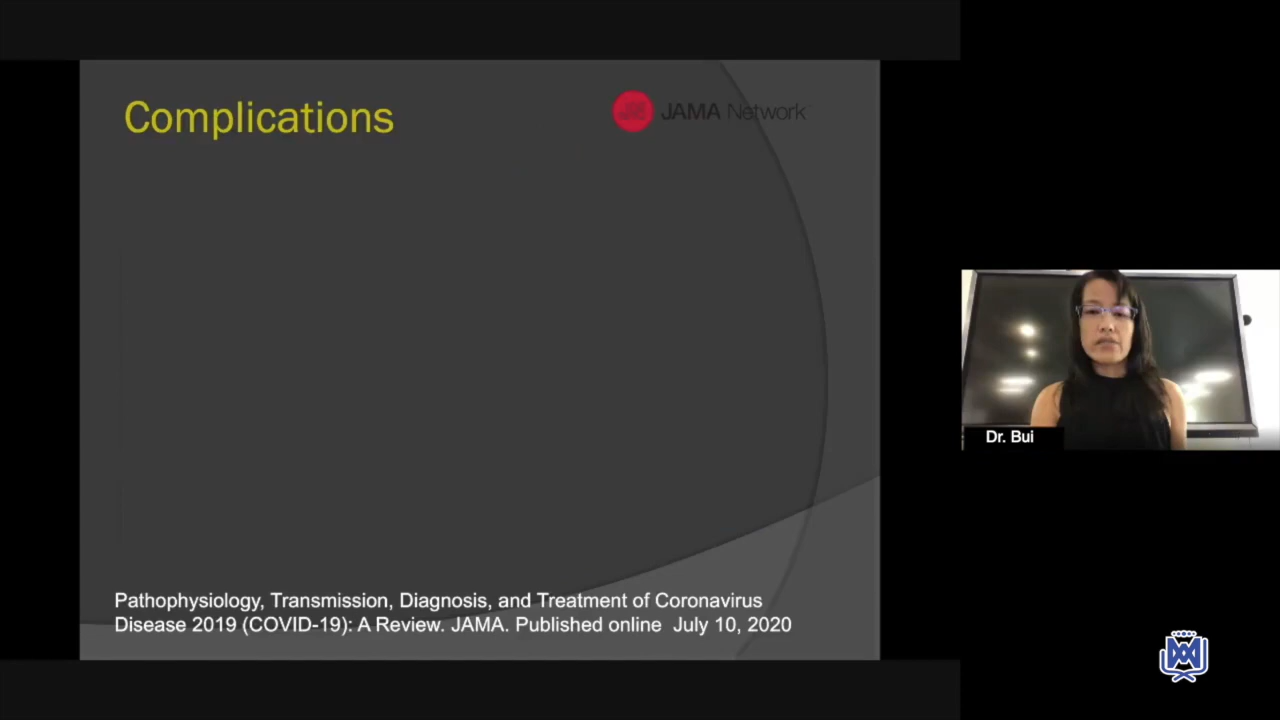 Complications
JAMA Network
Pathophysiology, Transmission, Diagnosis, and Treatment of Coronavirus
Disease 2019 (COVID-19): A Review. JAMA. Published online July 10, 2020
Dr. Bui